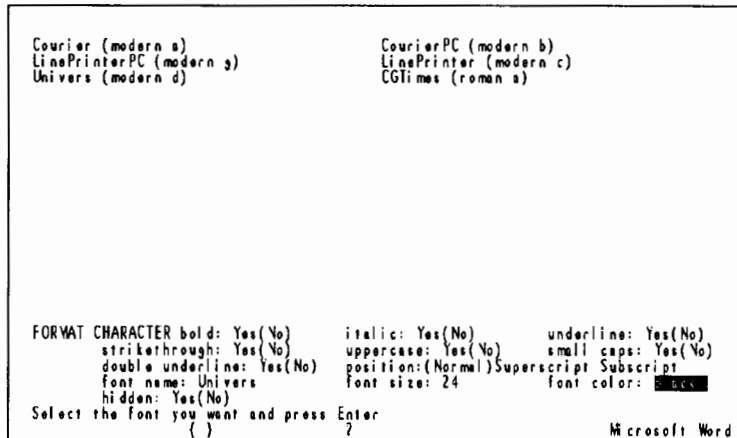 Courier (modern a) CourierPC (modern b)
LinePrinterPC (modern g) LinePrinter (modern c)
Univers (modern d) CGTimes (roman a)
FORMAT CHARACTER bold: Yes(No) italic: Yes(No) underline: Yes(No)
strikethrough: Yes(No) uppercase: Yes(No) small caps: Yes(No)
double underline: Yes(No) position:(Normal)Superscript Subscript
font name: Univers font size: 24 font color: Black
hidden: Yes(No)
Select the font you want and press Enter
{ } ? Microsoft Word